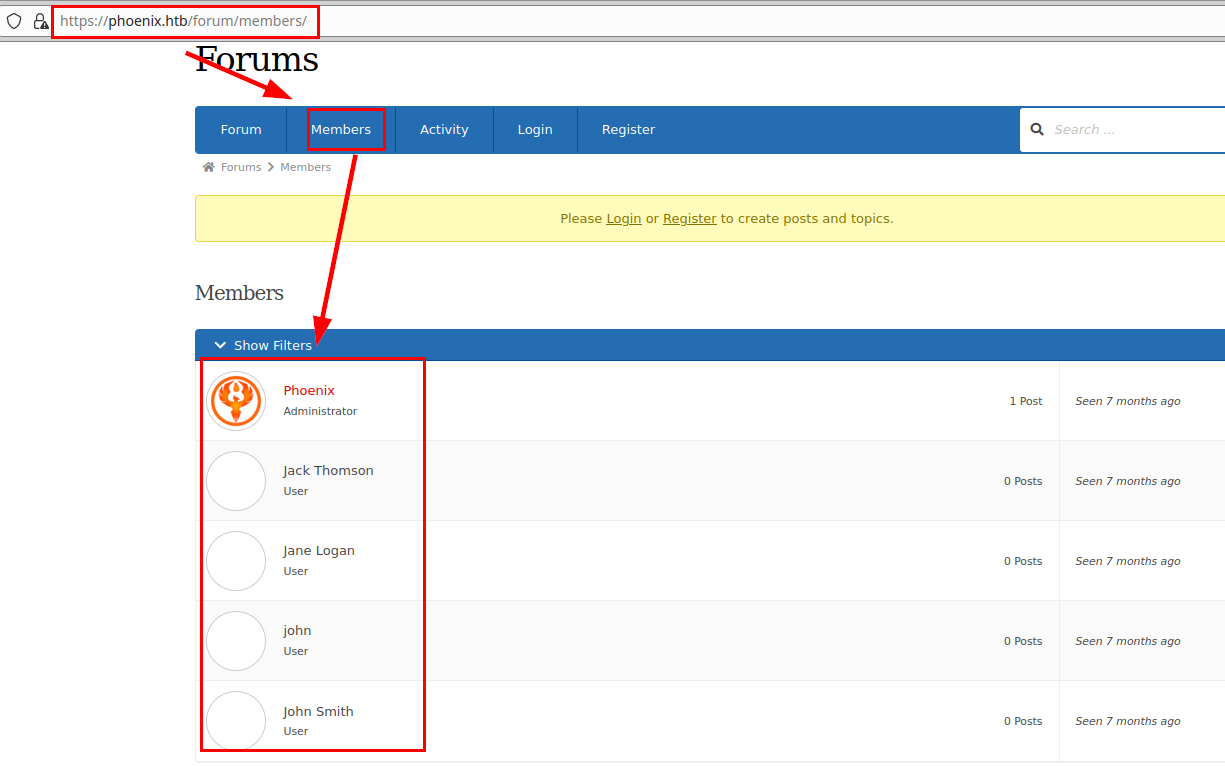 https://phoenix.htb/forum/members/
Forums
Forum Members Activity Login Register Search ...
Forums Members
Please Login or Register to create posts and topics.
Members
Show Filters
Phoenix
Administrator
1 Post Seen 7 months ago
Jack Thomson
User
0 Posts Seen 7 months ago
Jane Logan
User
0 Posts Seen 7 months ago
john
User
0 Posts Seen 7 months ago
John Smith
User
0 Posts Seen 7 months ago